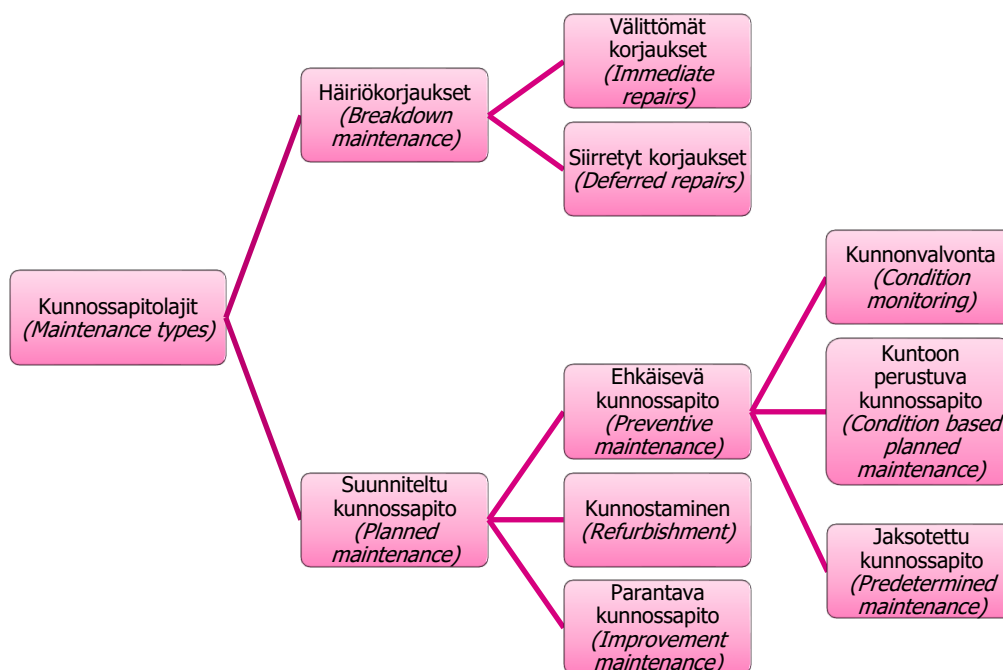 Kunnossapitolajit
(Maintenance types)
Häiriökorjaukset
(Breakdown
maintenance)
Välittömät
korjaukset
(Immediate
repairs)
Siirretyt korjaukset
(Deferred repairs)
Suunniteltu
kunnossapito
(Planned
maintenance)
Ehkäisevä
kunnossapito
(Preventive
maintenance)
Kunnonvalvonta
(Condition
monitoring)
Kuntoon
perustuva
kunnossapito
(Condition based
planned
maintenance)
Jaksotettu
kunnossapito
(Predetermined
maintenance)
Kunnostaminen
(Refurbishment)
Parantava
kunnossapito
(Improvement
maintenance)